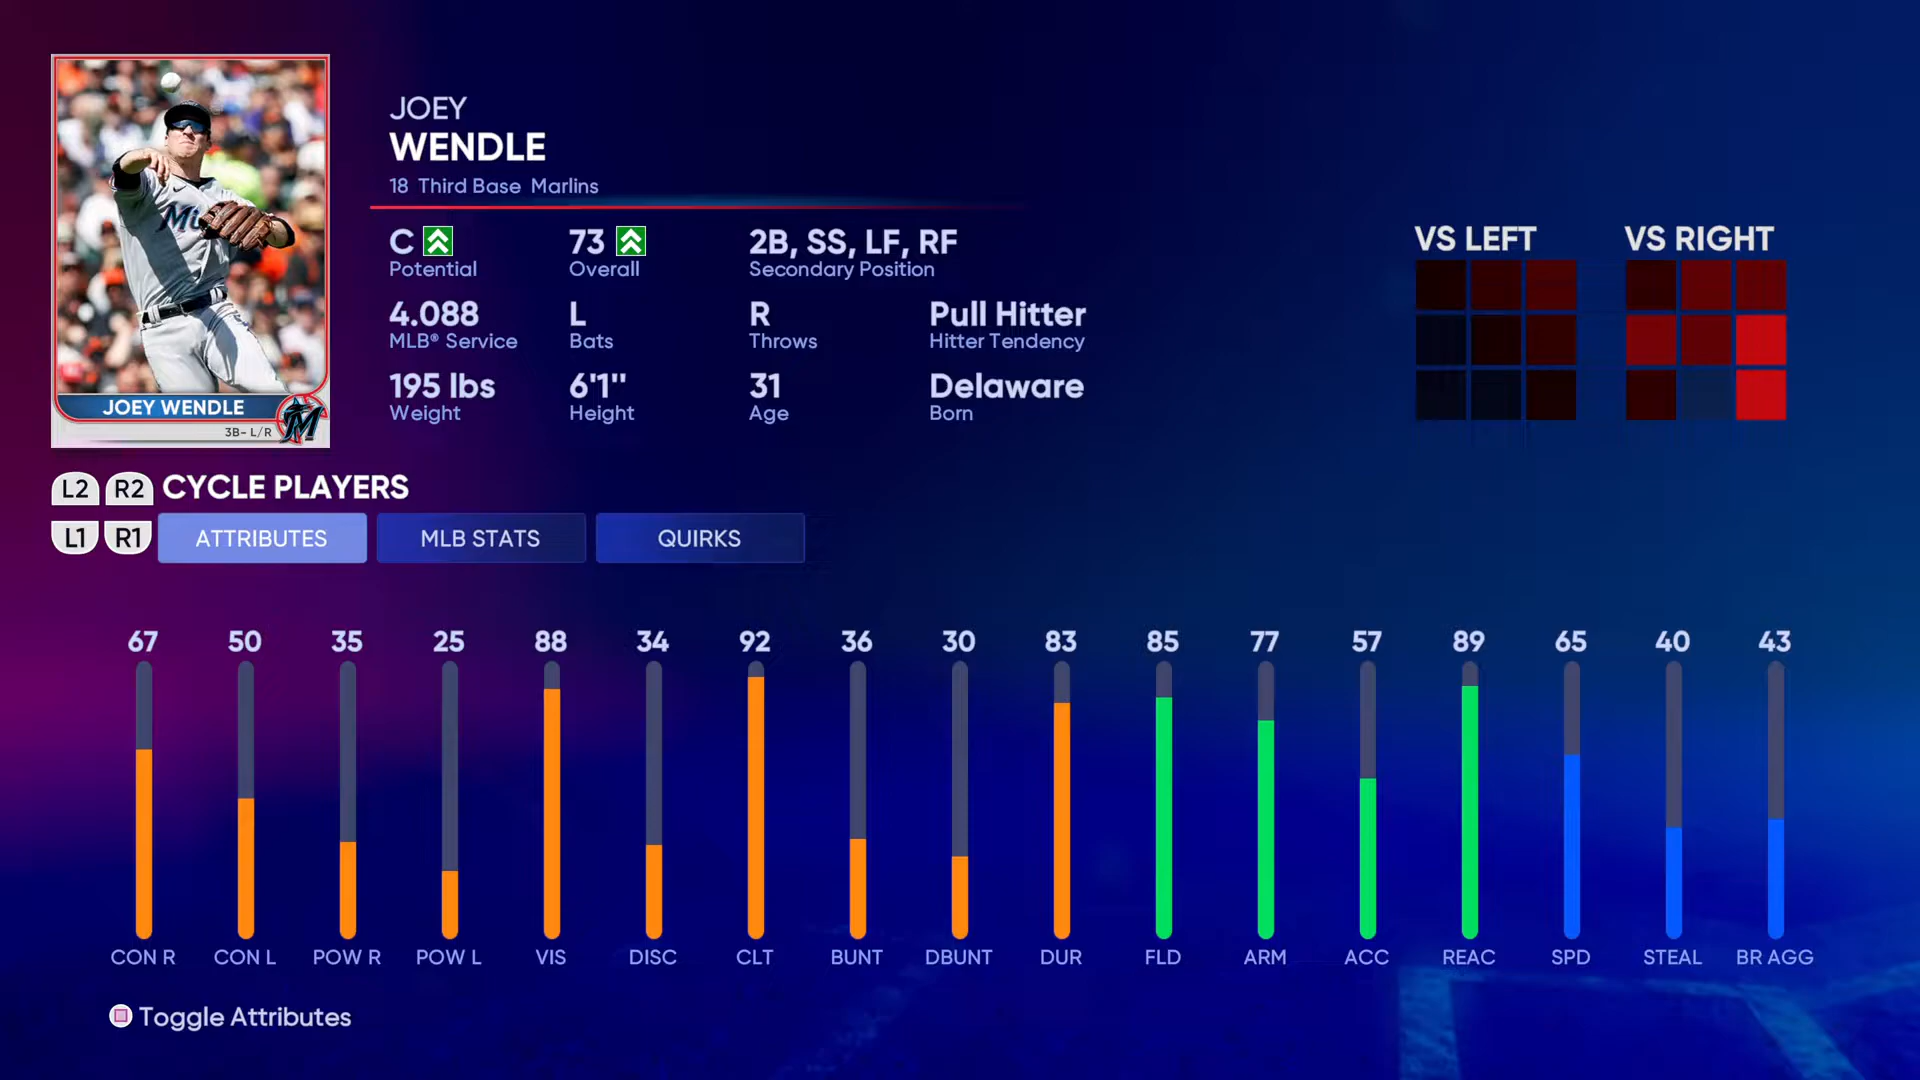 JOEY
WENDLE
18 Third Base Marlins
C
Potential
73
Overall
2B, SS, LF, RF
Secondary Position
4.088
MLB® Service
L
Bats
R
Throws
Pull Hitter
Hitter Tendency
195 lbs
Weight
6'1''
Height
31
Age
Delaware
Born
VS LEFT
VS RIGHT
Mi
JOEY WENDLE
3B- L/R
M
L2 R2 CYCLE PLAYERS
L1 R1 ATTRIBUTES MLB STATS QUIRKS
67 50 35 25 88 34 92 36 30 83 85 77 57 89 65 40 43
CON R CON L POW R POW L VIS DISC CLT BUNT DBUNT DUR FLD ARM ACC REAC SPD STEAL BR AGG
Toggle Attributes